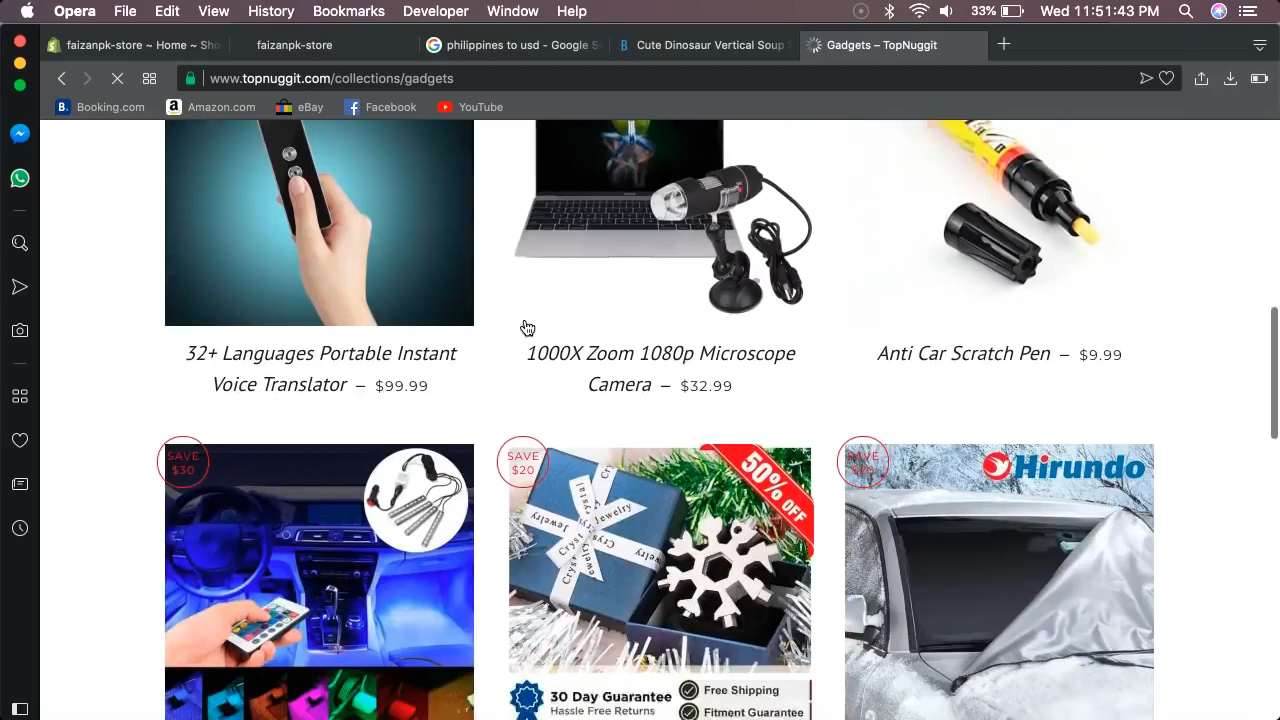 Opera File Edit View History Bookmarks Developer Window Help 33% Wed 11:51:43 PM
faizanpk-store ~ Home ~ Sho faizanpk-store philippines to usd - Google S Cute Dinosaur Vertical Soup Gadgets – TopNuggit
www.topnuggit.com/collections/gadgets
B. Booking.com Amazon.com eBay Facebook YouTube
32+ Languages Portable Instant
Voice Translator — $99.99
1000X Zoom 1080p Microscope
Camera — $32.99
Anti Car Scratch Pen — $9.99
SAVE
$30
SAVE
$20
Crystal Jewelry
50% OFF
SAVE
Hirundo
30 Day Guarantee
Hassle Free Returns
Free Shipping
Fitment Guarantee